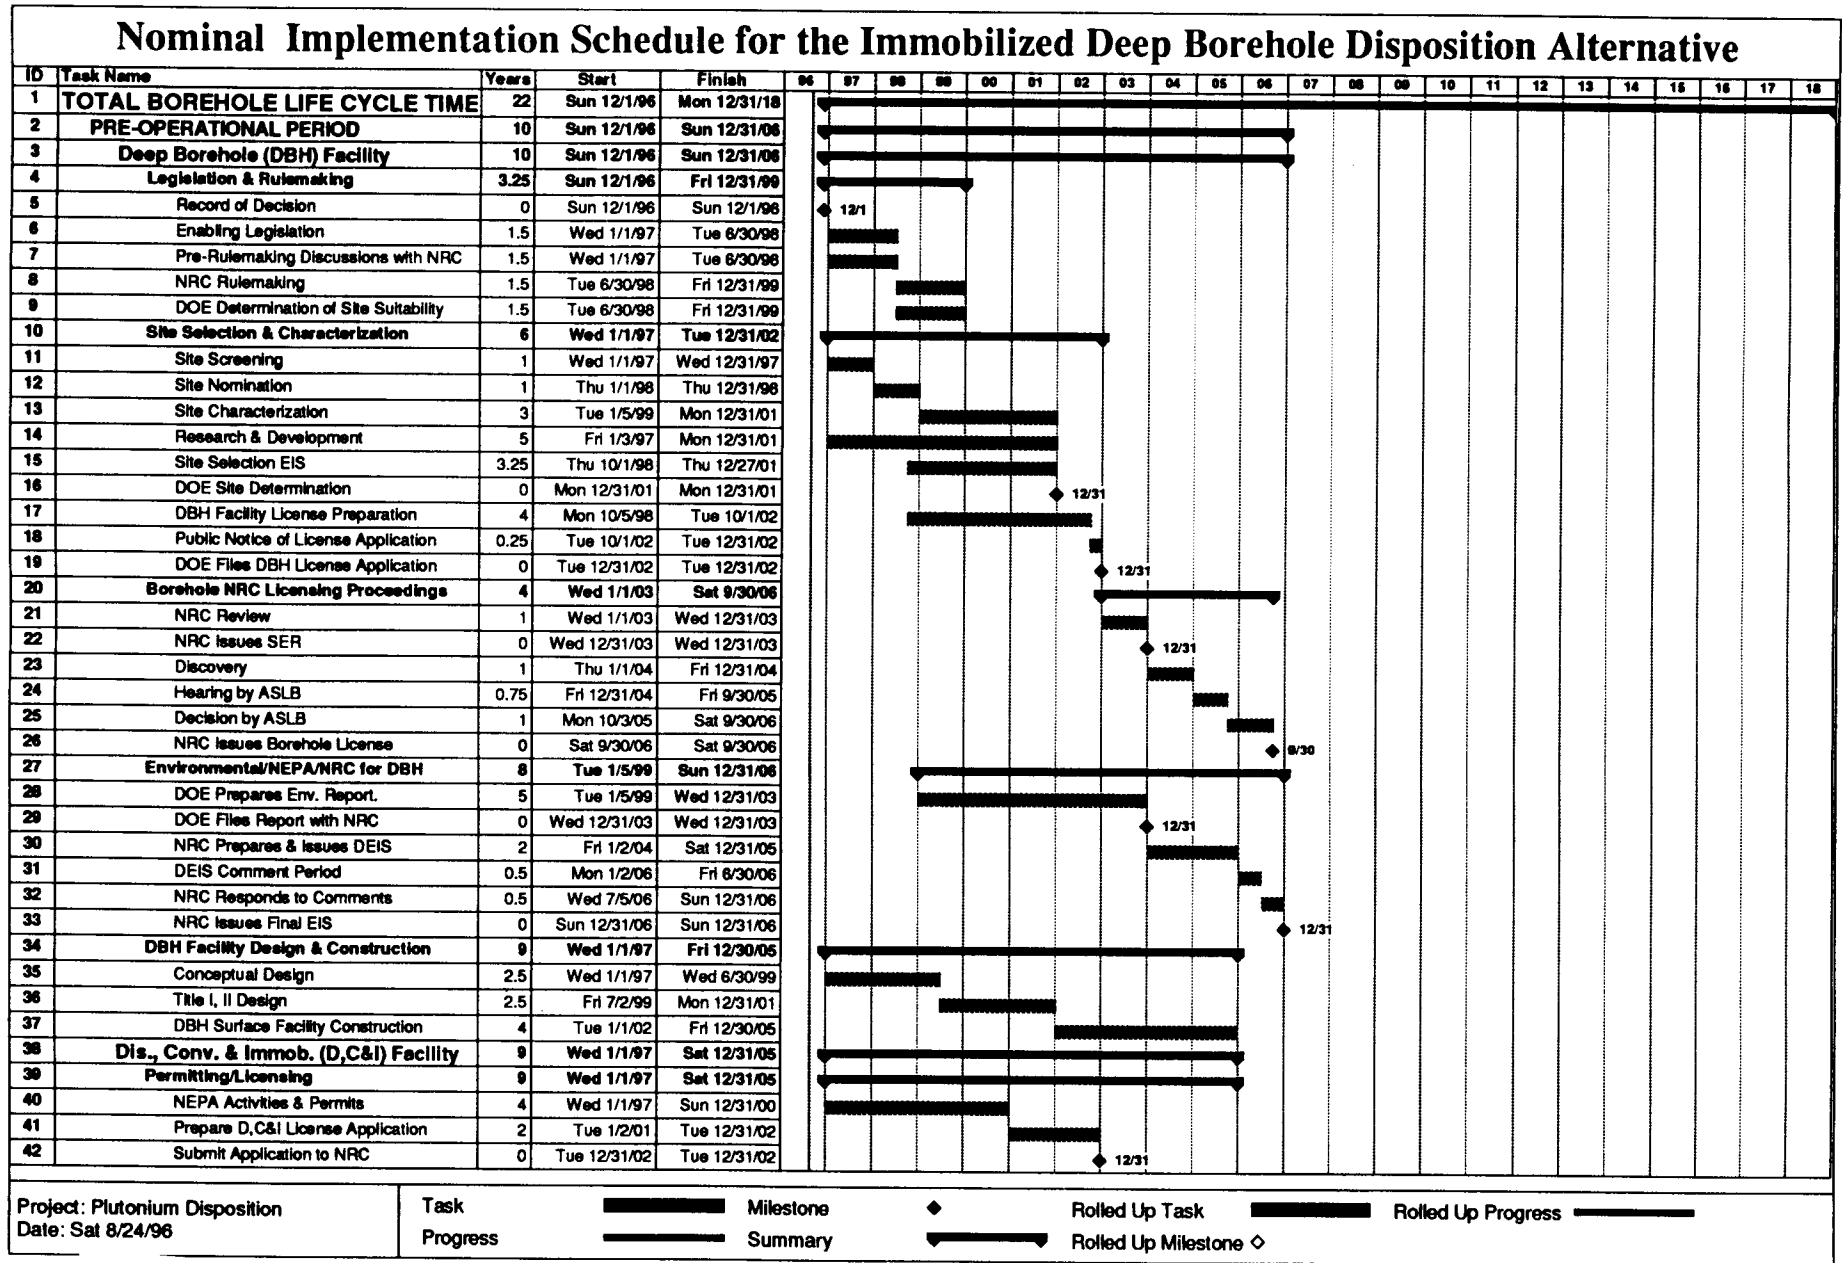 Nominal Implementation Schedule for the Immobilized Deep Borehole Disposition Alternative
ID Task Name Years Start Finish 96 97 98 99 00 01 02 03 04 05 06 07 08 09 10 11 12 13 14 15 16 17 18
1 TOTAL BOREHOLE LIFE CYCLE TIME 22 Sun 12/1/96 Mon 12/31/18
2 PRE-OPERATIONAL PERIOD 10 Sun 12/1/96 Sun 12/31/06
3 Deep Borehole (DBH) Facility 10 Sun 12/1/96 Sun 12/31/06
4 Legislation & Rulemaking 3.25 Sun 12/1/96 Fri 12/31/99
5 Record of Decision 0 Sun 12/1/96 Sun 12/1/96 12/1
6 Enabling Legislation 1.5 Wed 1/1/97 Tue 6/30/98
7 Pre-Rulemaking Discussions with NRC 1.5 Wed 1/1/97 Tue 6/30/98
8 NRC Rulemaking 1.5 Tue 6/30/98 Fri 12/31/99
9 DOE Determination of Site Suitability 1.5 Tue 6/30/98 Fri 12/31/99
10 Site Selection & Characterization 6 Wed 1/1/97 Tue 12/31/02
11 Site Screening 1 Wed 1/1/97 Wed 12/31/97
12 Site Nomination 1 Thu 1/1/98 Thu 12/31/98
13 Site Characterization 3 Tue 1/5/99 Mon 12/31/01
14 Research & Development 5 Fri 1/3/97 Mon 12/31/01
15 Site Selection EIS 3.25 Thu 10/1/98 Thu 12/27/01
16 DOE Site Determination 0 Mon 12/31/01 Mon 12/31/01 12/31
17 DBH Facility License Preparation 4 Mon 10/5/98 Tue 10/1/02
18 Public Notice of License Application 0.25 Tue 10/1/02 Tue 12/31/02
19 DOE Files DBH License Application 0 Tue 12/31/02 Tue 12/31/02 12/31
20 Borehole NRC Licensing Proceedings 4 Wed 1/1/03 Sat 9/30/06
21 NRC Review 1 Wed 1/1/03 Wed 12/31/03
22 NRC Issues SER 0 Wed 12/31/03 Wed 12/31/03 12/31
23 Discovery 1 Thu 1/1/04 Fri 12/31/04
24 Hearing by ASLB 0.75 Fri 12/31/04 Fri 9/30/05
25 Decision by ASLB 1 Mon 10/3/05 Sat 9/30/06
26 NRC Issues Borehole License 0 Sat 9/30/06 Sat 9/30/06 9/30
27 Environmental/NEPA/NRC for DBH 8 Tue 1/5/99 Sun 12/31/06
28 DOE Prepares Env. Report. 5 Tue 1/5/99 Wed 12/31/03
29 DOE Files Report with NRC 0 Wed 12/31/03 Wed 12/31/03 12/31
30 NRC Prepares & Issues DEIS 2 Fri 1/2/04 Sat 12/31/05
31 DEIS Comment Period 0.5 Mon 1/2/06 Fri 6/30/06
32 NRC Responds to Comments 0.5 Wed 7/5/06 Sun 12/31/06
33 NRC Issues Final EIS 0 Sun 12/31/06 Sun 12/31/06 12/31
34 DBH Facility Design & Construction 9 Wed 1/1/97 Fri 12/30/05
35 Conceptual Design 2.5 Wed 1/1/97 Wed 6/30/99
36 Title I, II Design 2.5 Fri 7/2/99 Mon 12/31/01
37 DBH Surface Facility Construction 4 Tue 1/1/02 Fri 12/30/05
38 Dis., Conv. & Immob. (D,C&I) Facility 9 Wed 1/1/97 Sat 12/31/05
39 Permitting/Licensing 9 Wed 1/1/97 Sat 12/31/05
40 NEPA Activities & Permits 4 Wed 1/1/97 Sun 12/31/00
41 Prepare D,C&I License Application 2 Tue 1/2/01 Tue 12/31/02
42 Submit Application to NRC 0 Tue 12/31/02 Tue 12/31/02 12/31
Project: Plutonium Disposition
Date: Sat 8/24/96
Task Milestone Rolled Up Task Rolled Up Progress
Progress Summary Rolled Up Milestone